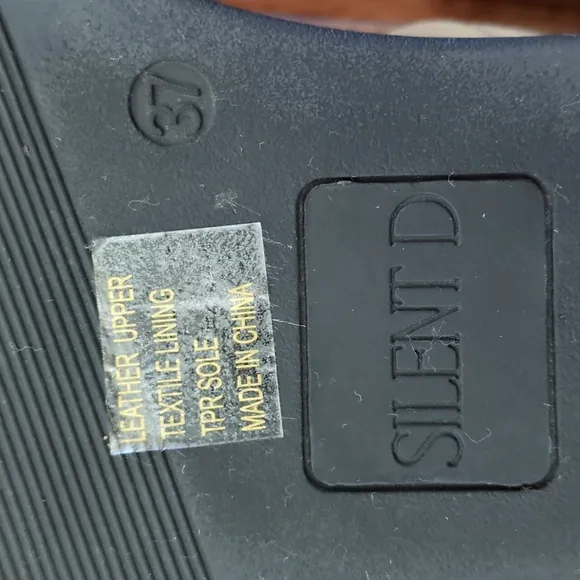 37
LEATHER UPPER
TEXTILE LINING
TPR SOLE
MADE IN CHINA
SILENT D